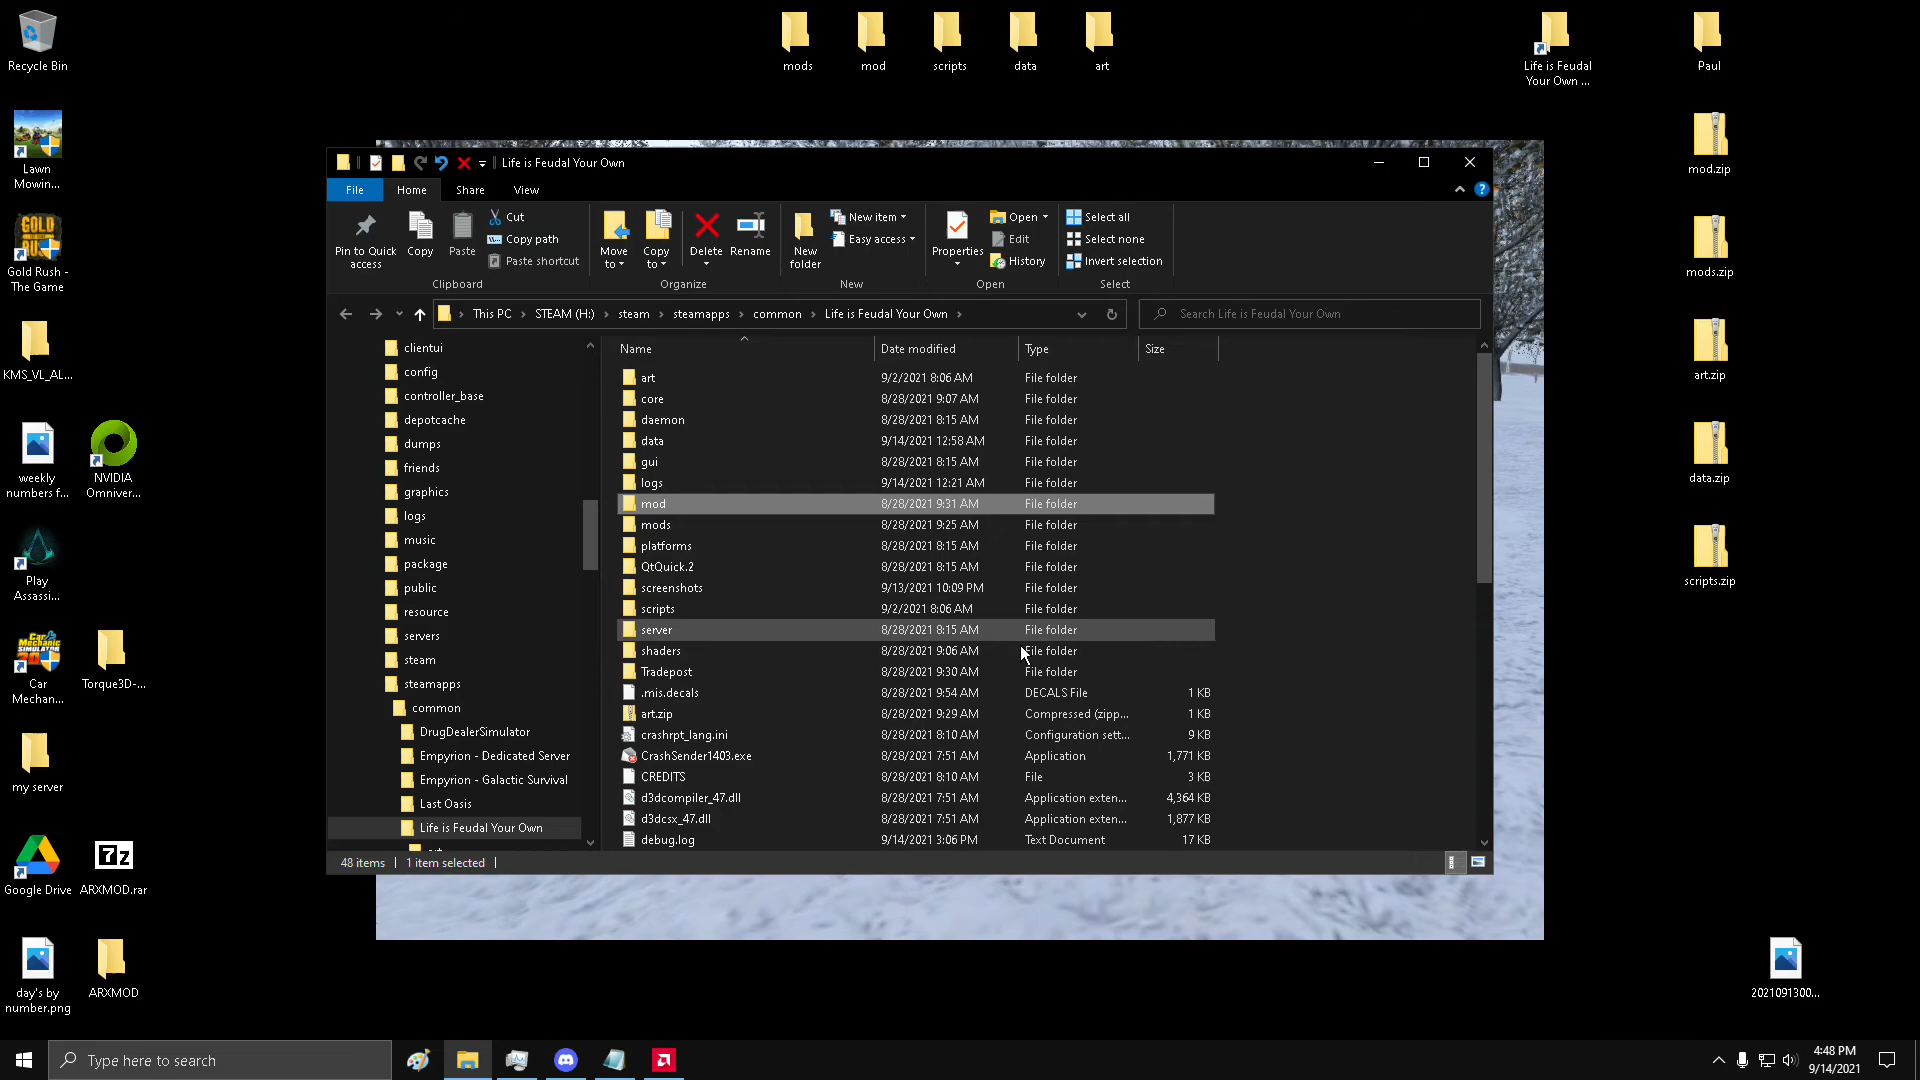 Recycle Bin
mods
mod
scripts
data
art
Life is Feudal
Your Own ...
Paul
Lawn
Mowin...
Gold Rush -
The Game
KMS_VL_AL...
weekly
numbers f...
NVIDIA
Omniver...
Play
Assassi...
Car
Mechan...
Torque3D-...
my server
Google Drive
ARXMOD.rar
day's by
number.png
ARXMOD
mod.zip
mods.zip
art.zip
data.zip
scripts.zip
2021091300...
Life is Feudal Your Own
File
Home
Share
View
Pin to Quick
access
Copy
Paste
Cut
Copy path
Paste shortcut
Clipboard
Move
to
Copy
to
Delete
Rename
Organize
New
folder
New item
Easy access
New
Properties
Open
Edit
History
Open
Select all
Select none
Invert selection
Select
This PC > STEAM (H:) > steam > steamapps > common > Life is Feudal Your Own >
Search Life is Feudal Your Own
clientui
config
controller_base
depotcache
dumps
friends
graphics
logs
music
package
public
resource
servers
steam
steamapps
common
DrugDealerSimulator
Empyrion - Dedicated Server
Empyrion - Galactic Survival
Last Oasis
Life is Feudal Your Own
Name Date modified Type Size
art 9/2/2021 8:06 AM File folder
core 8/28/2021 9:07 AM File folder
daemon 8/28/2021 8:15 AM File folder
data 9/14/2021 12:58 AM File folder
gui 8/28/2021 8:15 AM File folder
logs 9/14/2021 12:21 AM File folder
mod 8/28/2021 9:31 AM File folder
mods 8/28/2021 9:25 AM File folder
platforms 8/28/2021 8:15 AM File folder
QtQuick.2 8/28/2021 8:15 AM File folder
screenshots 9/13/2021 10:09 PM File folder
scripts 9/2/2021 8:06 AM File folder
server 8/28/2021 8:15 AM File folder
shaders 8/28/2021 9:06 AM File folder
Tradepost 8/28/2021 9:30 AM File folder
.mis.decals 8/28/2021 9:54 AM DECALS File 1 KB
art.zip 8/28/2021 9:29 AM Compressed (zipp... 1 KB
crashrpt_lang.ini 8/28/2021 8:10 AM Configuration sett... 9 KB
CrashSender1403.exe 8/28/2021 7:51 AM Application 1,771 KB
CREDITS 8/28/2021 8:10 AM File 3 KB
d3dcompiler_47.dll 8/28/2021 7:51 AM Application exten... 4,364 KB
d3dcsx_47.dll 8/28/2021 7:51 AM Application exten... 1,877 KB
debug.log 9/14/2021 3:06 PM Text Document 17 KB
48 items
1 item selected
Type here to search
4:48 PM
9/14/2021